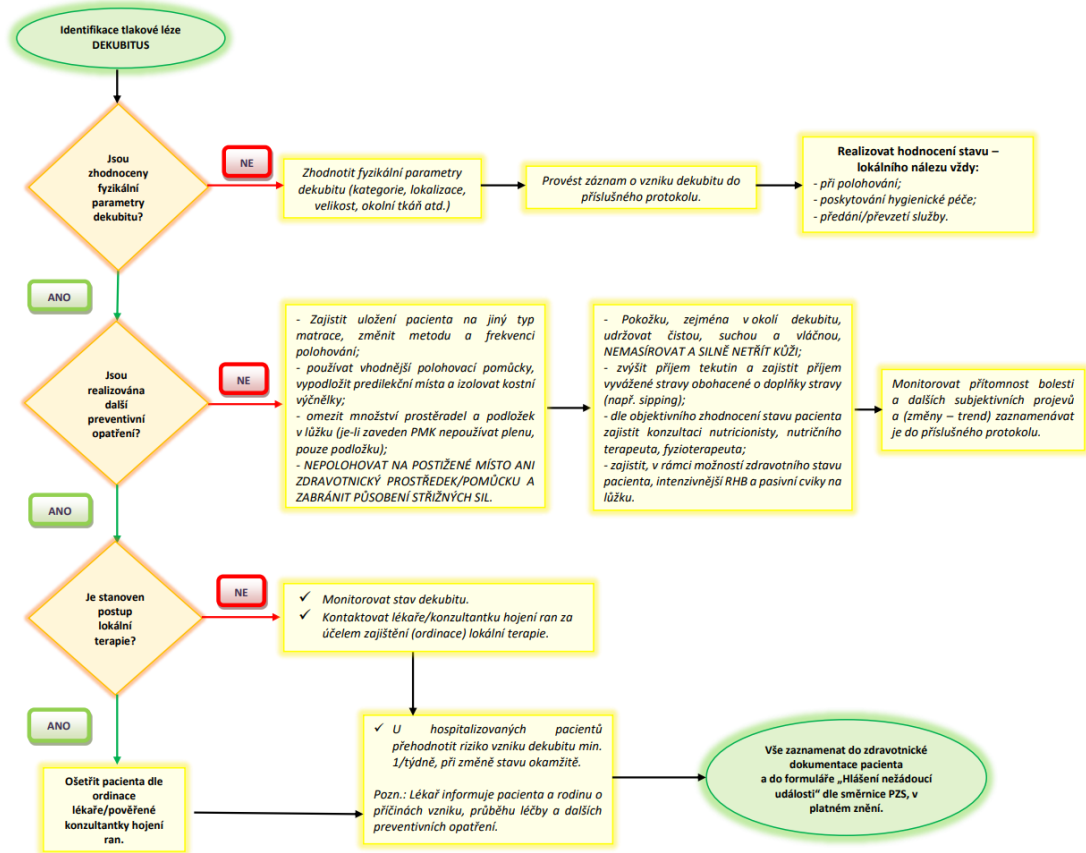 Identifikace tlakové léze
DEKUBITUS
Jsou
zhodnoceny
fyzikální
parametry
dekubitu?
NE
Zhodnotit fyzikální parametry
dekubitu (kategorie, lokalizace,
velikost, okolní tkáň atd.)
Provést záznam o vzniku dekubitu do
příslušného protokolu.
Realizovat hodnocení stavu –
lokálního nálezu vždy:
- při polohování;
- poskytování hygienické péče;
- předání/převzetí služby.
ANO
Jsou
realizována
další
preventivní
opatření?
NE
- Zajistit uložení pacienta na jiný typ
matrace, změnit metodu a frekvenci
polohování;
- používat vhodnější polohovací pomůcky,
vypodložit predilekční místa a izolovat kostní
výčnělky;
- omezit množství prostěradel a podložek
v lůžku (je-li zaveden PMK nepoužívat plenu,
pouze podložku);
- NEPOLOHOVAT NA POSTIŽENÉ MÍSTO ANI
ZDRAVOTNICKÝ PROSTŘEDEK/POMŮCKU A
ZABRÁNIT PŮSOBENÍ STŘIŽNÝCH SIL.
- Pokožku, zejména v okolí dekubitu,
udržovat čistou, suchou a vláčnou,
NEMASÍROVAT A SILNĚ NETŘÍT KŮŽI;
- zvýšit příjem tekutin a zajistit příjem
vyvážené stravy obohacené o doplňky stravy
(např. sipping);
- dle objektivního zhodnocení stavu pacienta
zajistit konzultaci nutricionisty, nutričního
terapeuta, fyzioterapeuta;
- zajistit, v rámci možností zdravotního stavu
pacienta, intenzivnější RHB a pasivní cviky na
lůžku.
Monitorovat přítomnost bolesti
a dalších subjektivních projevů
a (změny – trend) zaznamenávat
je do příslušného protokolu.
ANO
Je stanoven
postup
lokální
terapie?
NE
✓ Monitorovat stav dekubitu.
✓ Kontaktovat lékaře/konzultantku hojení ran za
účelem zajištění (ordinace) lokální terapie.
ANO
Ošetřit pacienta dle
ordinace
lékaře/pověřené
konzultantky hojení
ran.
✓ U hospitalizovaných pacientů
přehodnotit riziko vzniku dekubitu min.
1/týdně, při změně stavu okamžitě.
Pozn.: Lékař informuje pacienta a rodinu o
příčinách vzniku, průběhu léčby a dalších
preventivních opatření.
Vše zaznamenat do zdravotnické
dokumentace pacienta
a do formuláře „Hlášení nežádoucí
události“ dle směrnice PZS, v
platném znění.